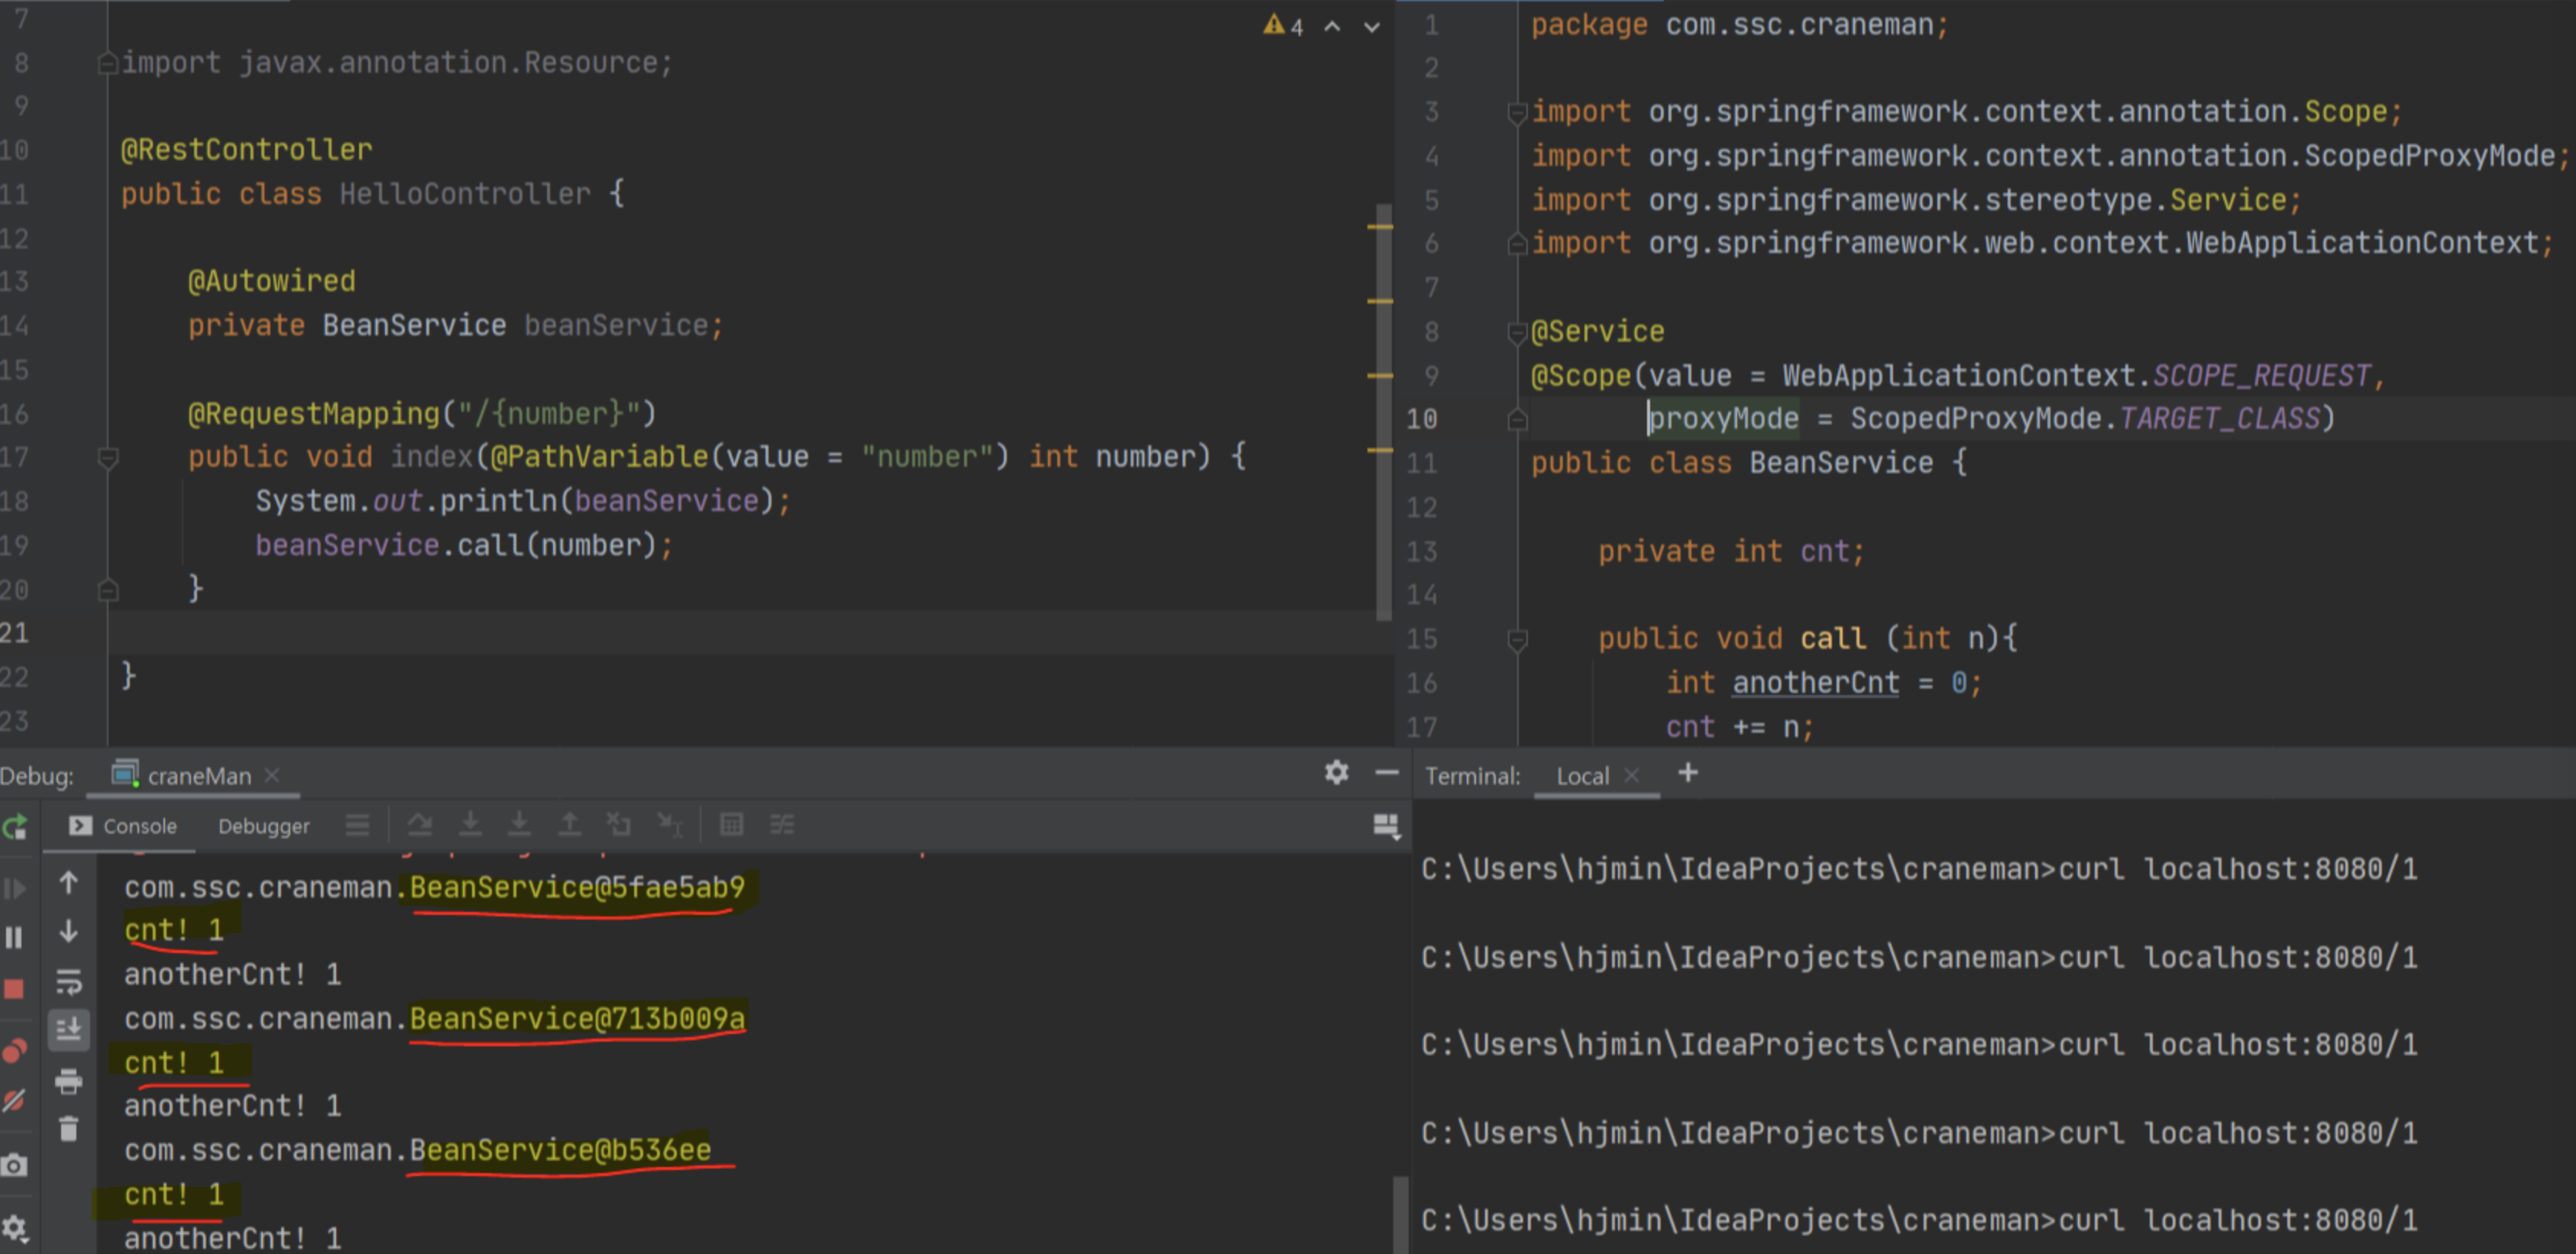 7
8 import javax.annotation.Resource;
9
10 @RestController
11 public class HelloController {
12
13 @Autowired
14 private BeanService beanService;
15
16 @RequestMapping("/{number}")
17 public void index(@PathVariable(value = "number") int number) {
18 System.out.println(beanService);
19 beanService.call(number);
20 }
21
22 }
23
4
1 package com.ssc.craneman;
2
3 import org.springframework.context.annotation.Scope;
4 import org.springframework.context.annotation.ScopedProxyMode;
5 import org.springframework.stereotype.Service;
6 import org.springframework.web.context.WebApplicationContext;
7
8 @Service
9 @Scope(value = WebApplicationContext.SCOPE_REQUEST,
10 proxyMode = ScopedProxyMode.TARGET_CLASS)
11 public class BeanService {
12
13 private int cnt;
14
15 public void call (int n){
16 int anotherCnt = 0;
17 cnt += n;
Debug: craneMan
Console Debugger
com.ssc.craneman.BeanService@5fae5ab9
cnt! 1
anotherCnt! 1
com.ssc.craneman.BeanService@713b009a
cnt! 1
anotherCnt! 1
com.ssc.craneman.BeanService@b536ee
cnt! 1
anotherCnt! 1
Terminal: Local
C:\Users\hjmin\IdeaProjects\craneman>curl localhost:8080/1
C:\Users\hjmin\IdeaProjects\craneman>curl localhost:8080/1
C:\Users\hjmin\IdeaProjects\craneman>curl localhost:8080/1
C:\Users\hjmin\IdeaProjects\craneman>curl localhost:8080/1
C:\Users\hjmin\IdeaProjects\craneman>curl localhost:8080/1